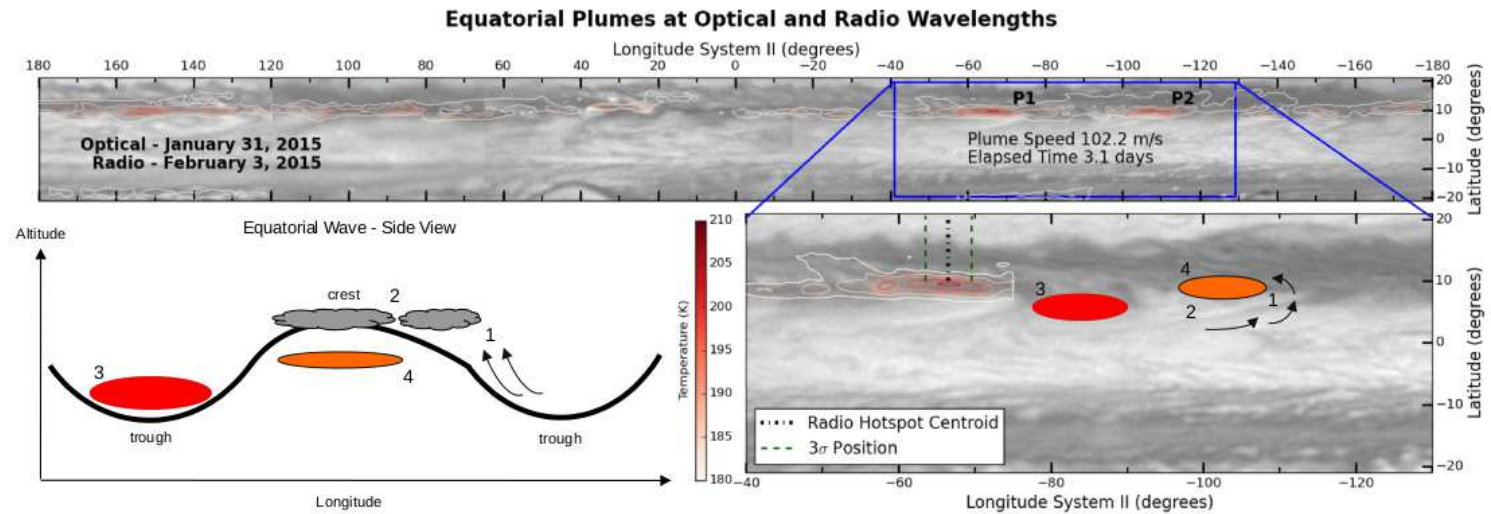 Equatorial Plumes at Optical and Radio Wavelengths
Longitude System II (degrees)
180 160 140 120 100 80 60 40 20 0 −20 −40 −60 −80 −100 −120 −140 −160 −180
20
10
0
−10
−20
Latitude (degrees)
P1 P2
Optical - January 31, 2015
Radio - February 3, 2015
Plume Speed 102.2 m/s
Elapsed Time 3.1 days
Equatorial Wave - Side View
Altitude
crest
2
1
3
4
trough
trough
Longitude
210
205
200
195
190
185
180
Temperature (K)
20
10
0
−10
−20
Latitude (degrees)
3
4
2
1
Radio Hotspot Centroid
3σ Position
−40 −60 −80 −100 −120
Longitude System II (degrees)